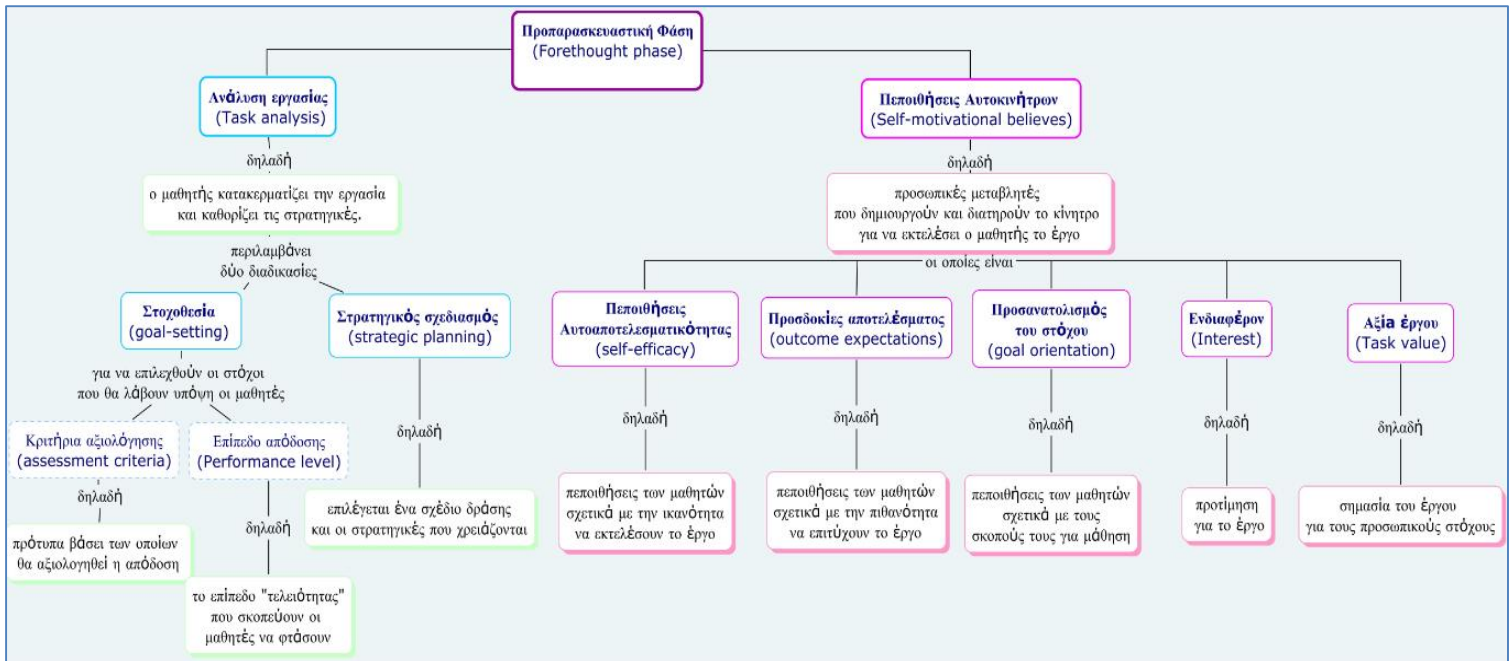 Προπαρασκευαστική Φάση
(Forethought phase)
Ανάλυση εργασίας
(Task analysis)
δηλαδή
ο μαθητής κατακερματίζει την εργασία
και καθορίζει τις στρατηγικές.
περιλαμβάνει
δύο διαδικασίες
Στοχοθεσία
(goal-setting)
για να επιλεχθούν οι στόχοι
που θα λάβουν υπόψη οι μαθητές
Κριτήρια αξιολόγησης
(assessment criteria)
δηλαδή
πρότυπα βάσει των οποίων
θα αξιολογηθεί η απόδοση
Επίπεδο απόδοσης
(Performance level)
δηλαδή
το επίπεδο "τελειότητας"
που σκοπεύουν οι
μαθητές να φτάσουν
Στρατηγικός σχεδιασμός
(strategic planning)
δηλαδή
επιλέγεται ένα σχέδιο δράσης
και οι στρατηγικές που χρειάζονται
Πεποιθήσεις Αυτοκινήτρων
(Self-motivational believes)
δηλαδή
προσωπικές μεταβλητές
που δημιουργούν και διατηρούν το κίνητρο
για να εκτελέσει ο μαθητής το έργο
οι οποίες είναι
Πεποιθήσεις
Αυτοαποτελεσματικότητας
(self-efficacy)
δηλαδή
πεποιθήσεις των μαθητών
σχετικά με την ικανότητα
να εκτελέσουν το έργο
Προσδοκίες αποτελέσματος
(outcome expectations)
δηλαδή
πεποιθήσεις των μαθητών
σχετικά με την πιθανότητα
να επιτύχουν το έργο
Προσανατολισμός
του στόχου
(goal orientation)
δηλαδή
πεποιθήσεις των μαθητών
σχετικά με τους
σκοπούς τους για μάθηση
Ενδιαφέρον
(Interest)
δηλαδή
προτίμηση
για το έργο
Αξία έργου
(Task value)
δηλαδή
σημασία του έργου
για τους προσωπικούς στόχους